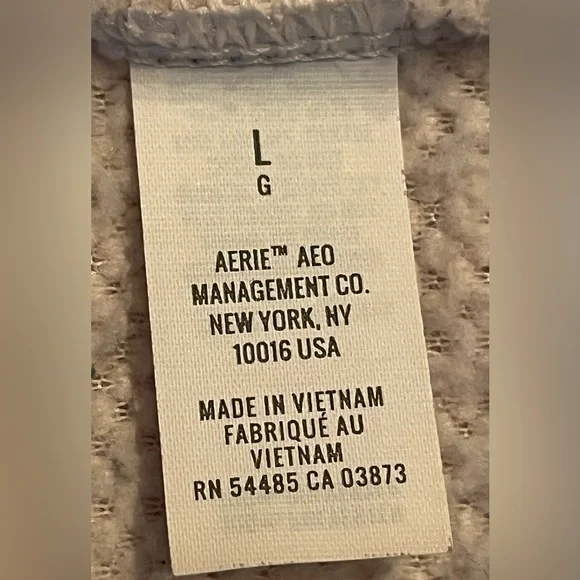 L
G
AERIE™ AEO
MANAGEMENT CO.
NEW YORK, NY
10016 USA
MADE IN VIETNAM
FABRIQUÉ AU
VIETNAM
RN 54485 CA 03873